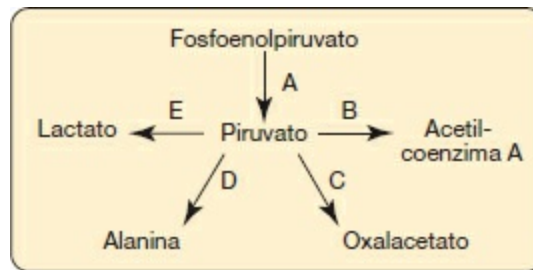 Fosfoenolpiruvato
A
Lactato E Piruvato B Acetil-
coenzima A
D C
Alanina Oxalacetato